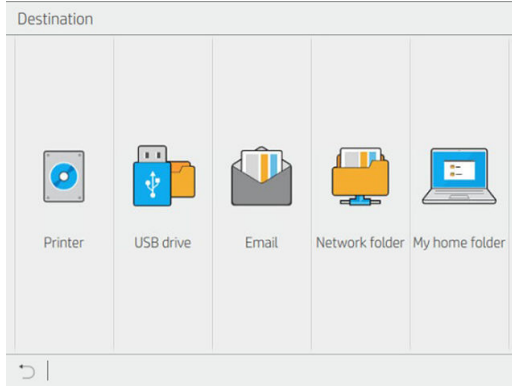 Destination
Printer
USB drive
Email
Network folder
My home folder